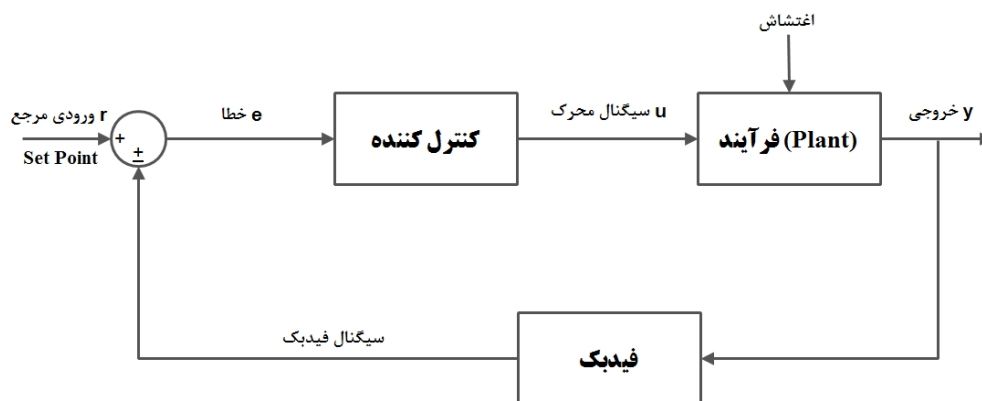 اغتشاش
ورودی مرجع r
Set Point
+
±
خطا e
کنترل کننده
سیگنال محرک u
فرآیند (Plant)
خروجی y
سیگنال فیدبک
فیدبک